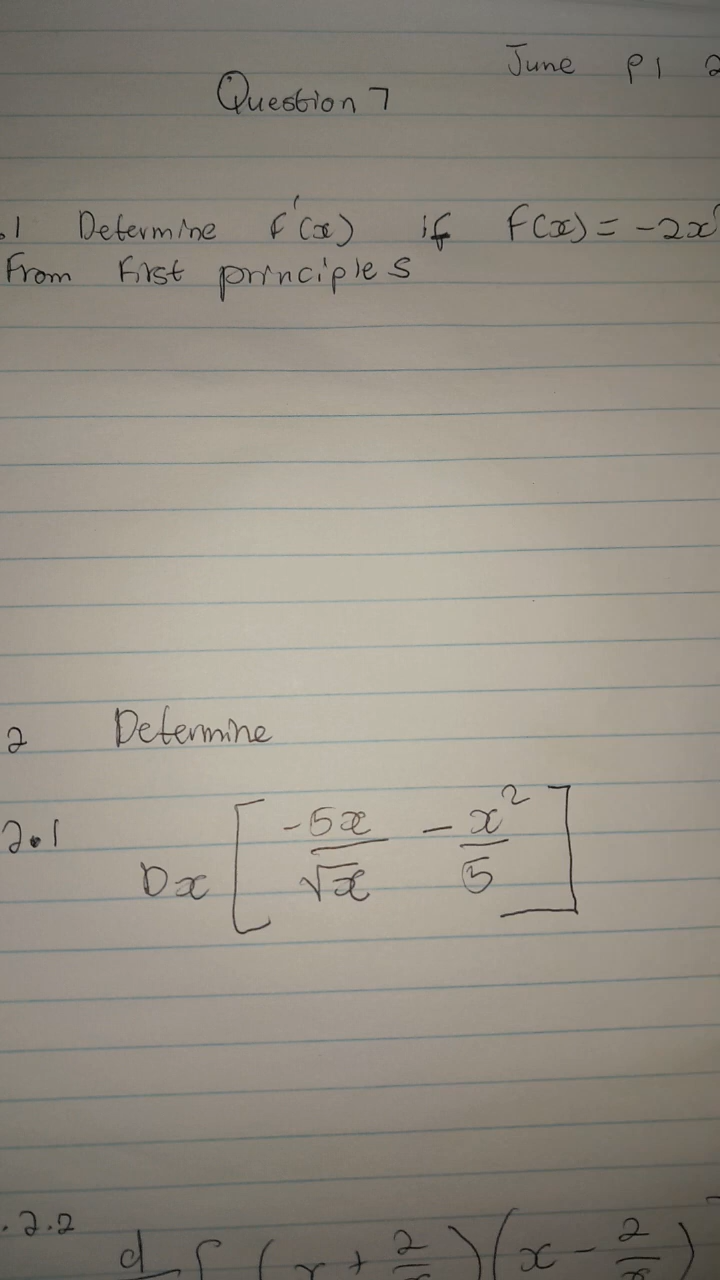 June P1 2
Question 7
.1 Determine f'(x) if f(x) = -2x
From First principles
2 Determine
2.1 Dx [ -5x/√x - x²/5 ]
.2.2 d [ (x + 2/x)(x - 2/x)